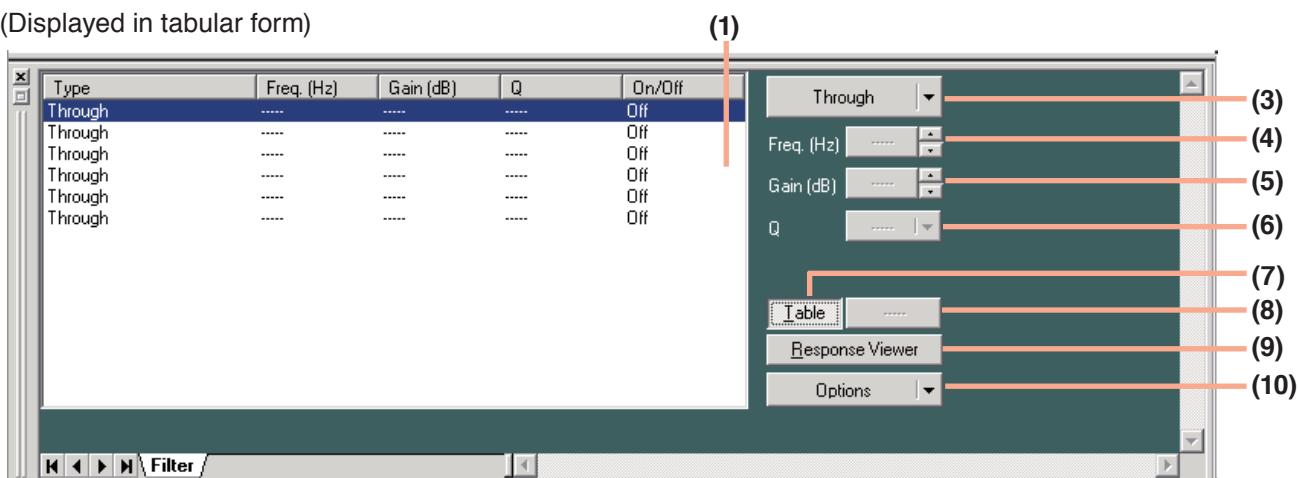 (Displayed in tabular form)
(1)
Type Freq. (Hz) Gain (dB) Q On/Off
Through ----- ----- ----- Off
Through ----- ----- ----- Off
Through ----- ----- ----- Off
Through ----- ----- ----- Off
Through ----- ----- ----- Off
Through ----- ----- ----- Off
Through (3)
Freq. (Hz) ----- (4)
Gain (dB) ----- (5)
Q ----- (6)
(7)
Table ----- (8)
Response Viewer (9)
Options (10)
Filter